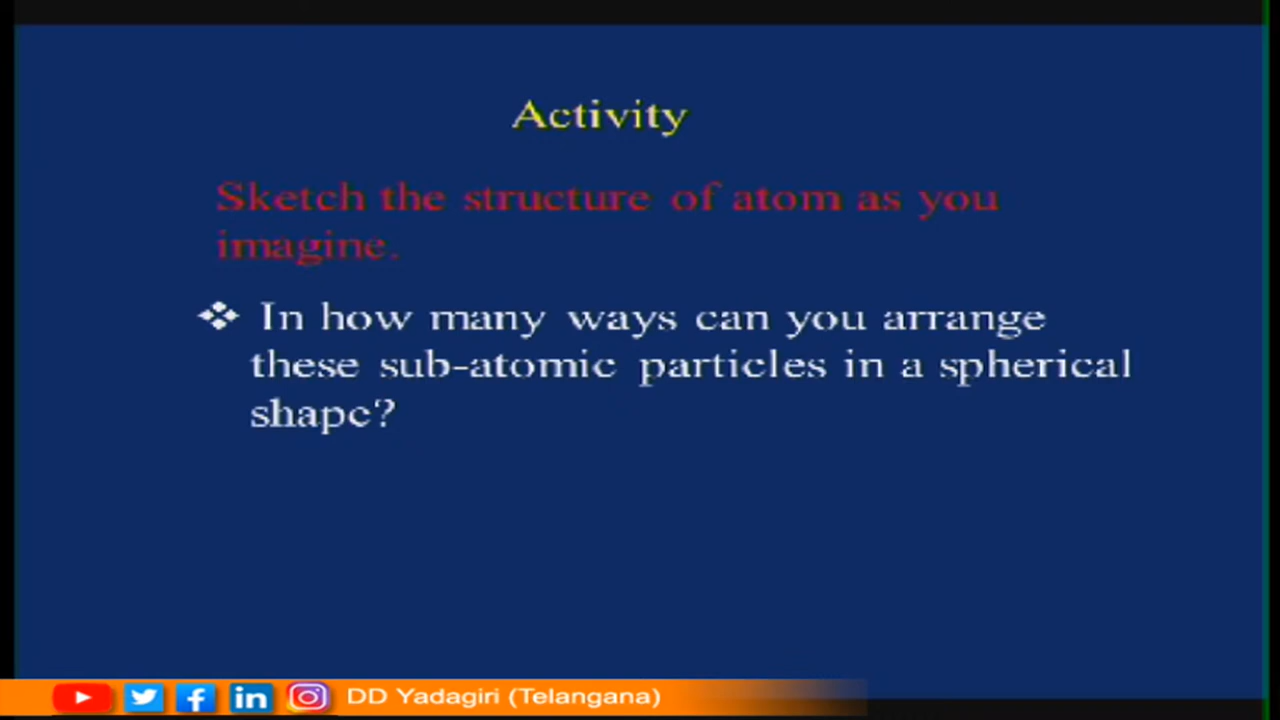 Activity
Sketch the structure of atom as you
imagine.
❖ In how many ways can you arrange
these sub-atomic particles in a spherical
shape?
DD Yadagiri (Telangana)